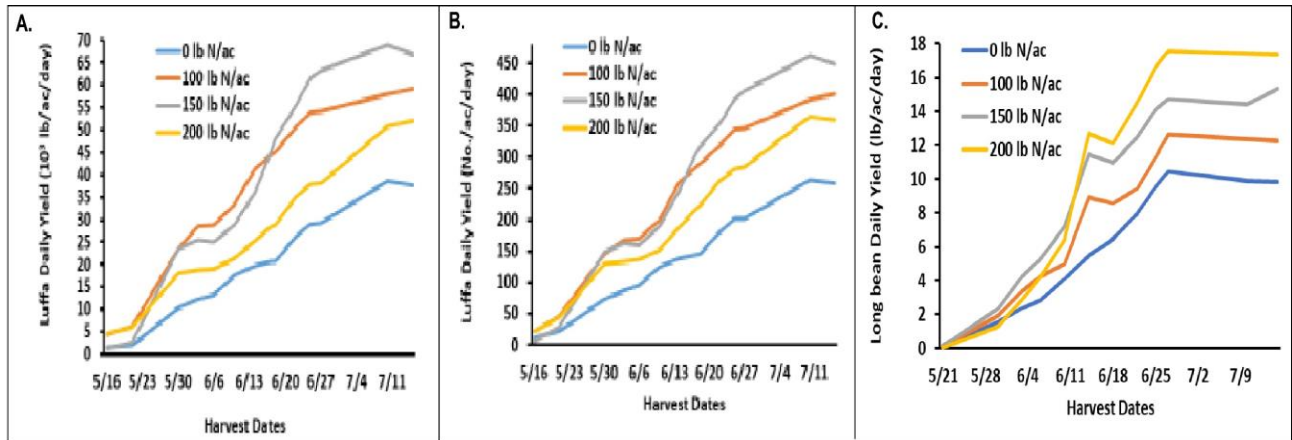 A.
Luffa Daily Yield (10³ lb/ac/day)
70
65
60
55
50
45
40
35
30
25
20
15
10
5
0
0 lb N/ac
100 lb N/ac
150 lb N/ac
200 lb N/ac
5/16 5/23 5/30 6/6 6/13 6/20 6/27 7/4 7/11
Harvest Dates
B.
Luffa Daily Yield (No./ac/day)
450
400
350
300
250
200
150
100
50
0
0 lb N/ac
100 lb N/ac
150 lb N/ac
200 lb N/ac
5/16 5/23 5/30 6/6 6/13 6/20 6/27 7/4 7/11
Harvest Dates
C.
Long bean Daily Yield (lb/ac/day)
18
16
14
12
10
8
6
4
2
0
0 lb N/ac
100 lb N/ac
150 lb N/ac
200 lb N/ac
5/21 5/28 6/4 6/11 6/18 6/25 7/2 7/9
Harvest Dates